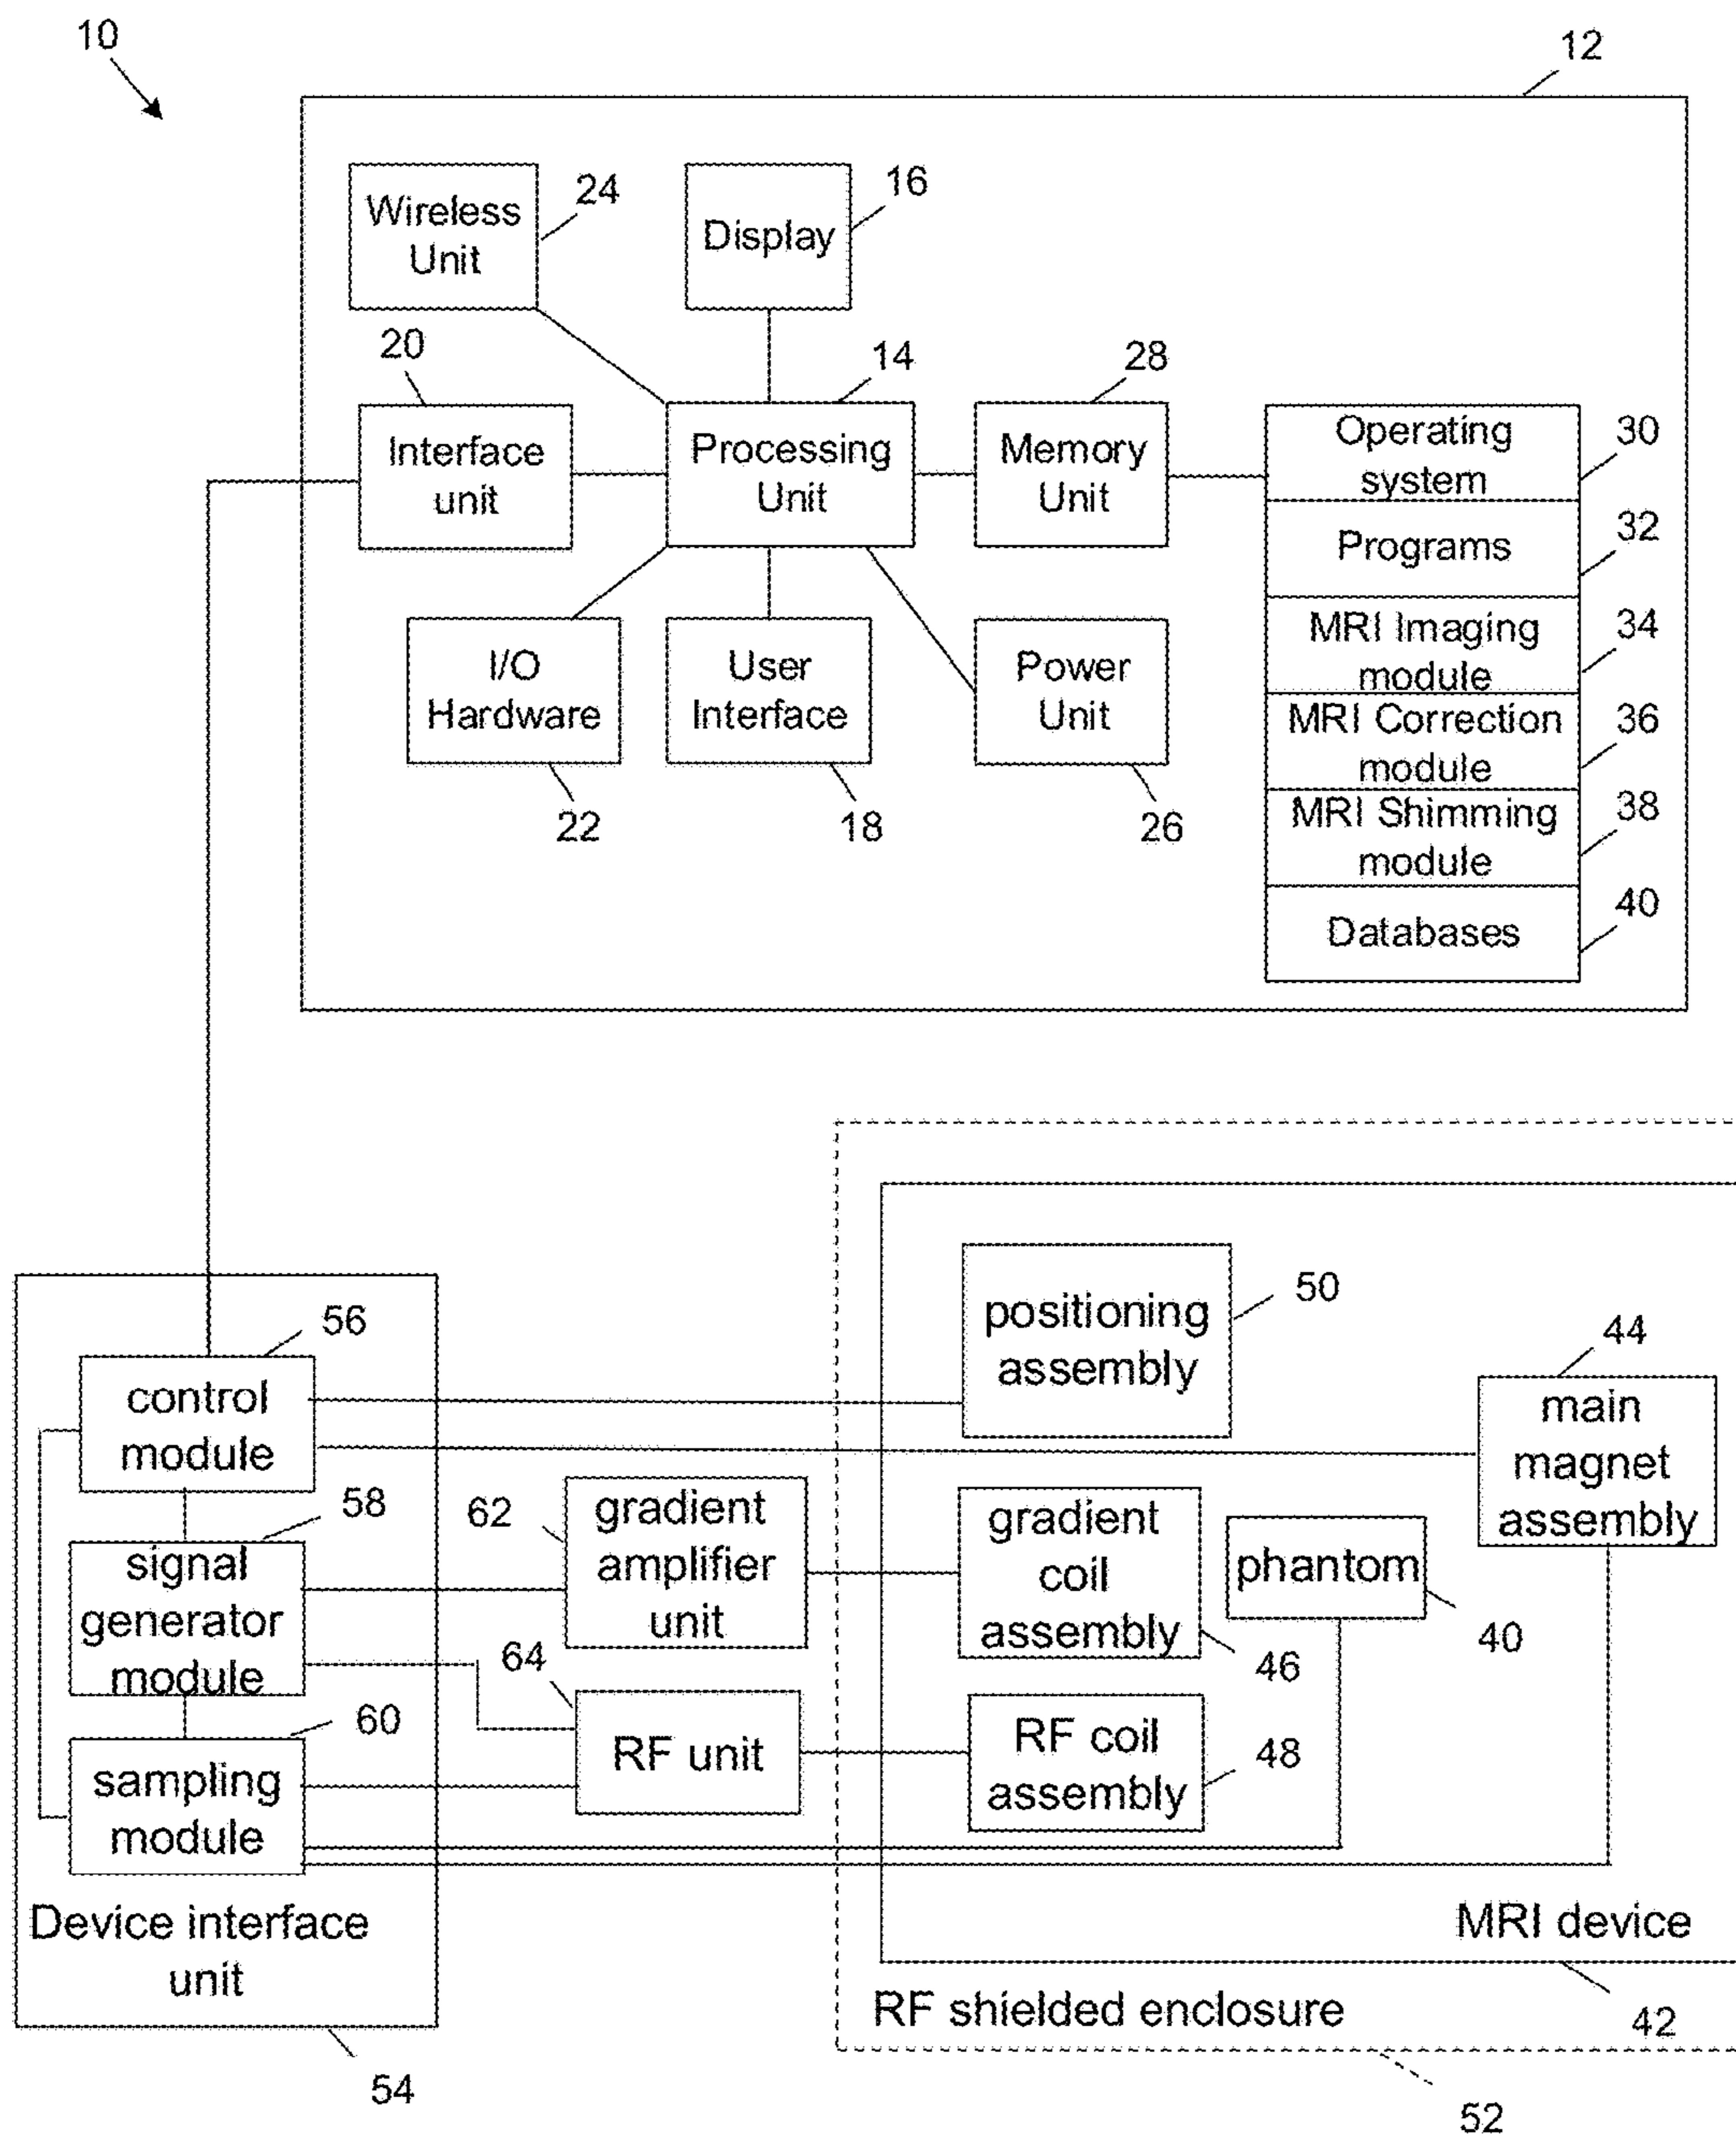 10
12
Wireless
Unit
24
Display
16
20
Interface
unit
14
Processing
Unit
28
Memory
Unit
Operating
system
30
Programs
32
MRI Imaging
module
34
MRI Correction
module
36
MRI Shimming
module
38
Databases
40
I/O
Hardware
22
User
Interface
18
Power
Unit
26
positioning
assembly
50
44
main
magnet
assembly
56
control
module
58
signal
generator
module
60
sampling
module
Device interface
unit
54
62
gradient
amplifier
unit
64
RF unit
gradient
coil
assembly
46
phantom
40
RF coil
assembly
48
MRI device
42
RF shielded enclosure
52